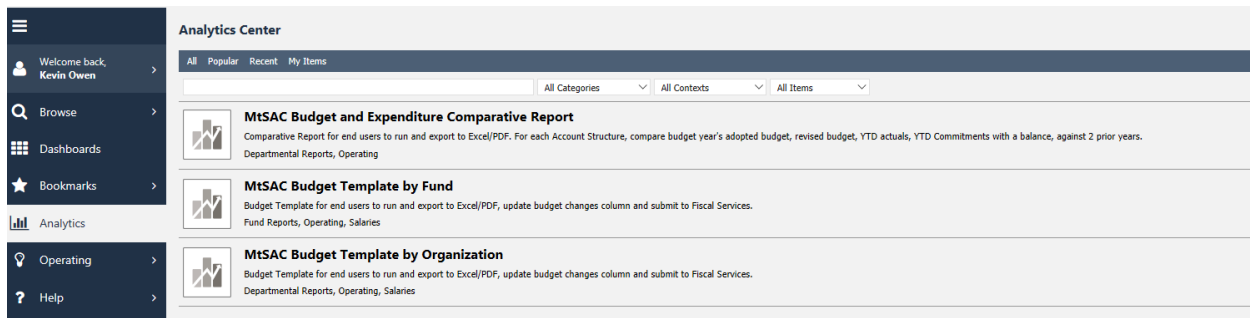 Analytics Center
Welcome back,
Kevin Owen
All Popular Recent My Items
All Categories All Contexts All Items
Browse
Dashboards
Bookmarks
Analytics
Operating
Help
MtSAC Budget and Expenditure Comparative Report
Comparative Report for end users to run and export to Excel/PDF. For each Account Structure, compare budget year's adopted budget, revised budget, YTD actuals, YTD Commitments with a balance, against 2 prior years.
Departmental Reports, Operating
MtSAC Budget Template by Fund
Budget Template for end users to run and export to Excel/PDF, update budget changes column and submit to Fiscal Services.
Fund Reports, Operating, Salaries
MtSAC Budget Template by Organization
Budget Template for end users to run and export to Excel/PDF, update budget changes column and submit to Fiscal Services.
Departmental Reports, Operating, Salaries